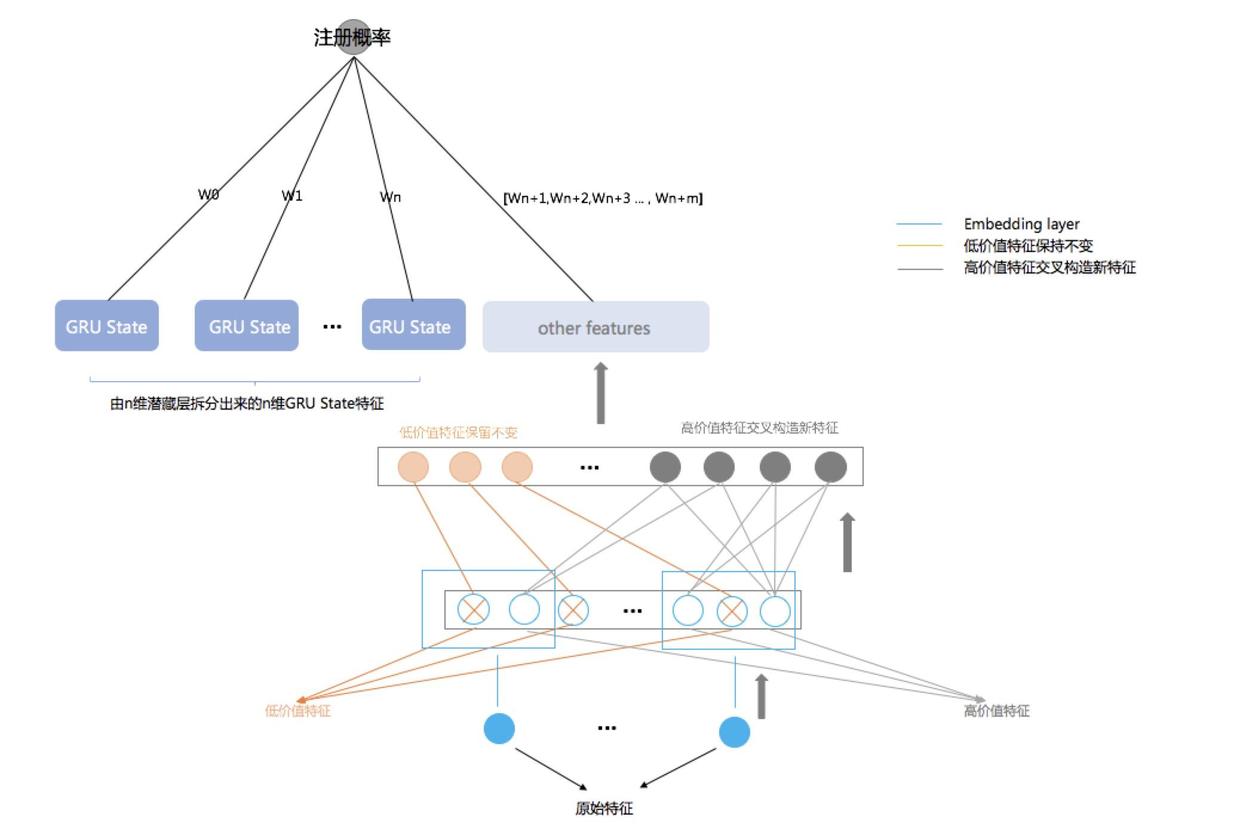 注册概率
W0
W1
Wn
[Wn+1,Wn+2,Wn+3 ... , Wn+m]
Embedding layer
低价值特征保持不变
高价值特征交叉构造新特征
GRU State
GRU State
...
GRU State
other features
由n维潜藏层拆分出来的n维GRU State特征
低价值特征保留不变
高价值特征交叉构造新特征
...
...
低价值特征
高价值特征
...
原始特征